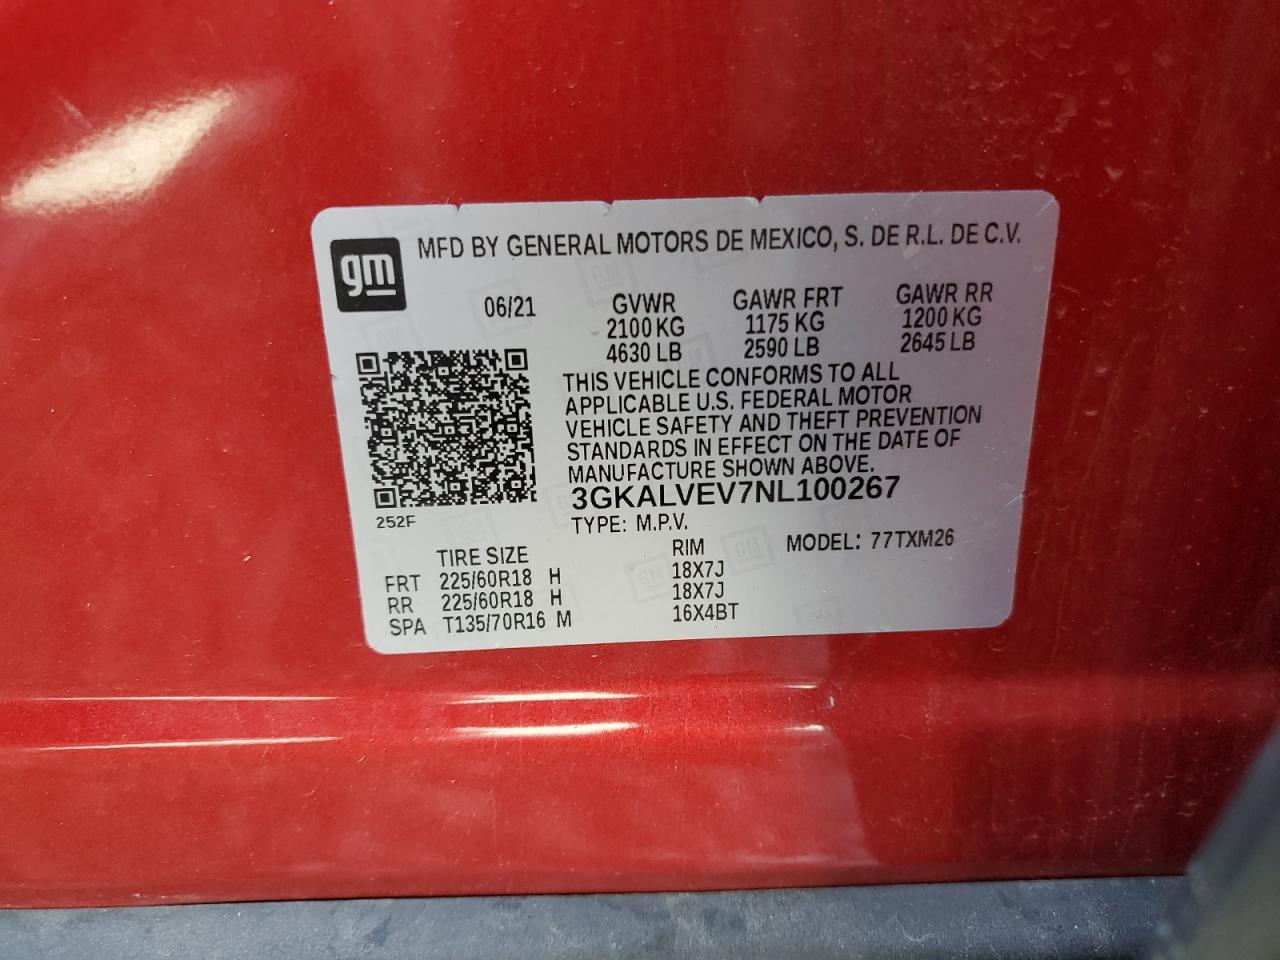 gm
MFD BY GENERAL MOTORS DE MEXICO, S. DE R.L. DE C.V.
06/21 GVWR GAWR FRT GAWR RR
2100 KG 1175 KG 1200 KG
4630 LB 2590 LB 2645 LB
THIS VEHICLE CONFORMS TO ALL
APPLICABLE U.S. FEDERAL MOTOR
VEHICLE SAFETY AND THEFT PREVENTION
STANDARDS IN EFFECT ON THE DATE OF
MANUFACTURE SHOWN ABOVE.
3GKALVEV7NL100267
252F TYPE: M.P.V.
TIRE SIZE RIM MODEL: 77TXM26
FRT 225/60R18 H 18X7J
RR 225/60R18 H 18X7J
SPA T135/70R16 M 16X4BT